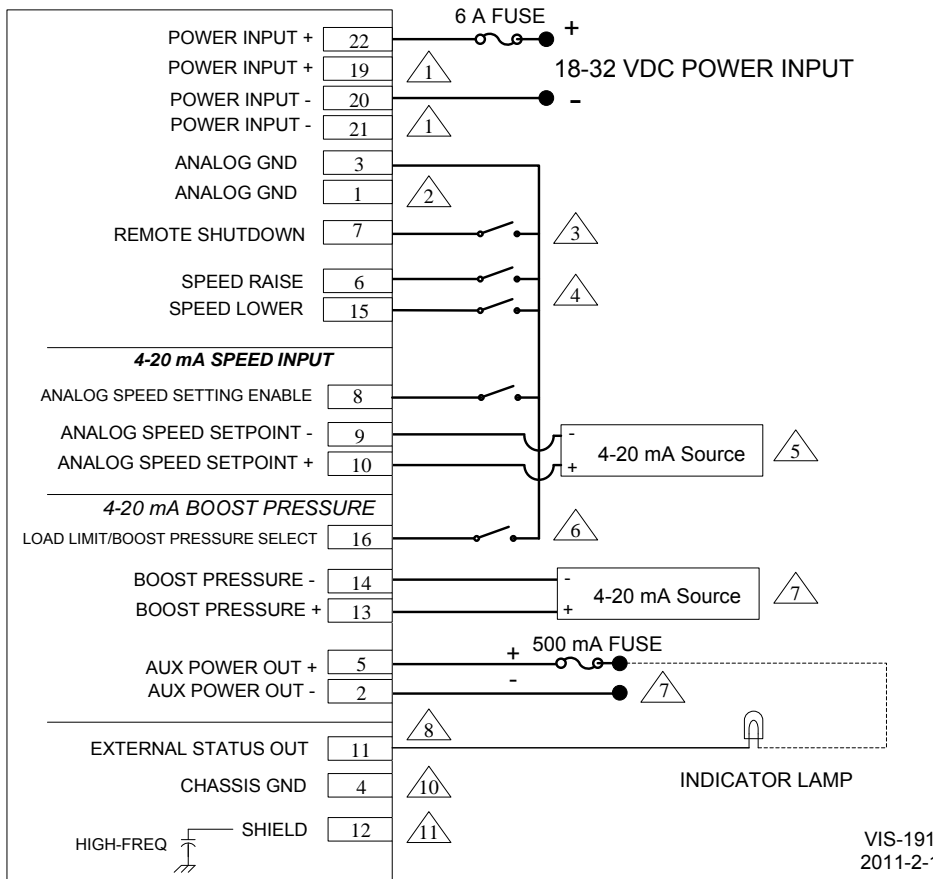 6 A FUSE
POWER INPUT + 22 +
POWER INPUT + 19 1 18-32 VDC POWER INPUT
POWER INPUT - 20 -
POWER INPUT - 21 1
ANALOG GND 3
ANALOG GND 1 2
REMOTE SHUTDOWN 7 3
SPEED RAISE 6 4
SPEED LOWER 15
4-20 mA SPEED INPUT
ANALOG SPEED SETTING ENABLE 8
ANALOG SPEED SETPOINT - 9 -
4-20 mA Source 5
ANALOG SPEED SETPOINT + 10 +
4-20 mA BOOST PRESSURE
LOAD LIMIT/BOOST PRESSURE SELECT 16 6
BOOST PRESSURE - 14 -
4-20 mA Source 7
BOOST PRESSURE + 13 +
500 mA FUSE
AUX POWER OUT + 5 +
AUX POWER OUT - 2 - 7
EXTERNAL STATUS OUT 11 8
CHASSIS GND 4 10 INDICATOR LAMP
SHIELD 12 11
HIGH-FREQ
VIS-191
2011-2-